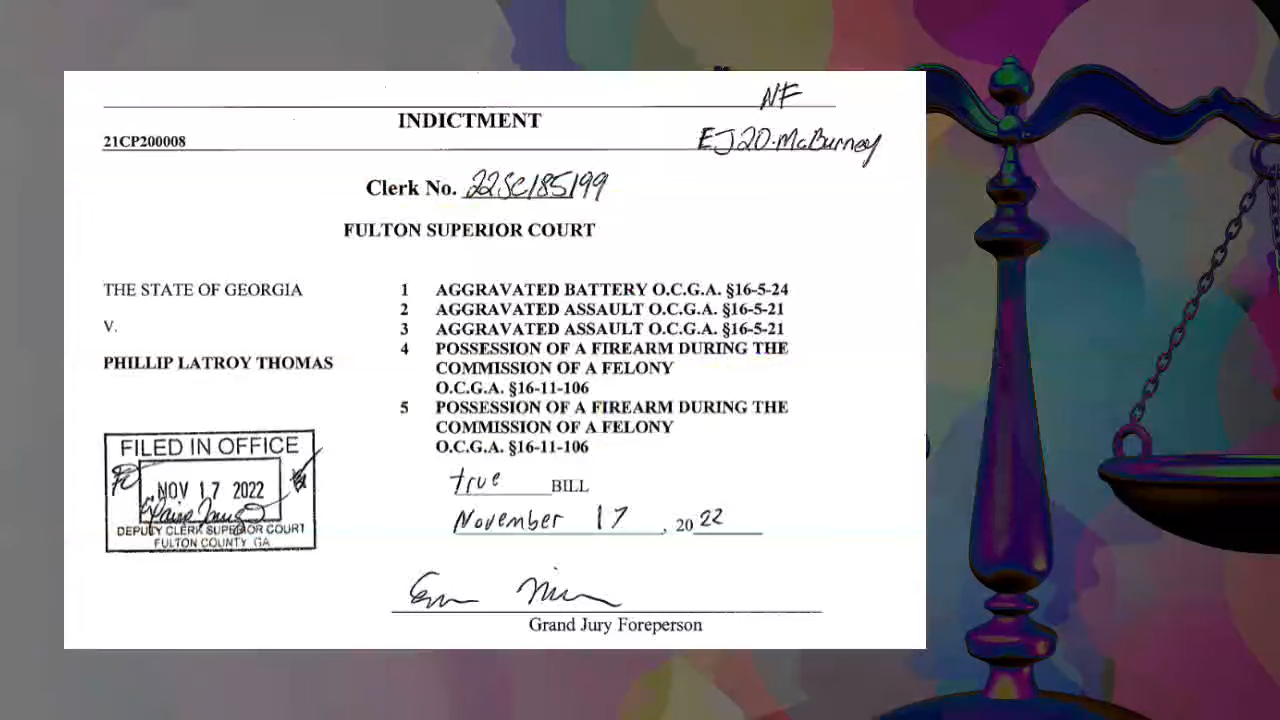 NF
INDICTMENT
21CP200008
EJ20.McBurney
Clerk No. 22SC185199
FULTON SUPERIOR COURT
THE STATE OF GEORGIA
V.
PHILLIP LATROY THOMAS
1 AGGRAVATED BATTERY O.C.G.A. §16-5-24
2 AGGRAVATED ASSAULT O.C.G.A. §16-5-21
3 AGGRAVATED ASSAULT O.C.G.A. §16-5-21
4 POSSESSION OF A FIREARM DURING THE
COMMISSION OF A FELONY
O.C.G.A. §16-11-106
5 POSSESSION OF A FIREARM DURING THE
COMMISSION OF A FELONY
O.C.G.A. §16-11-106
FILED IN OFFICE
NOV 17 2022
DEPUTY CLERK SUPERIOR COURT
FULTON COUNTY GA
true BILL
November 17, 2022
Grand Jury Foreperson